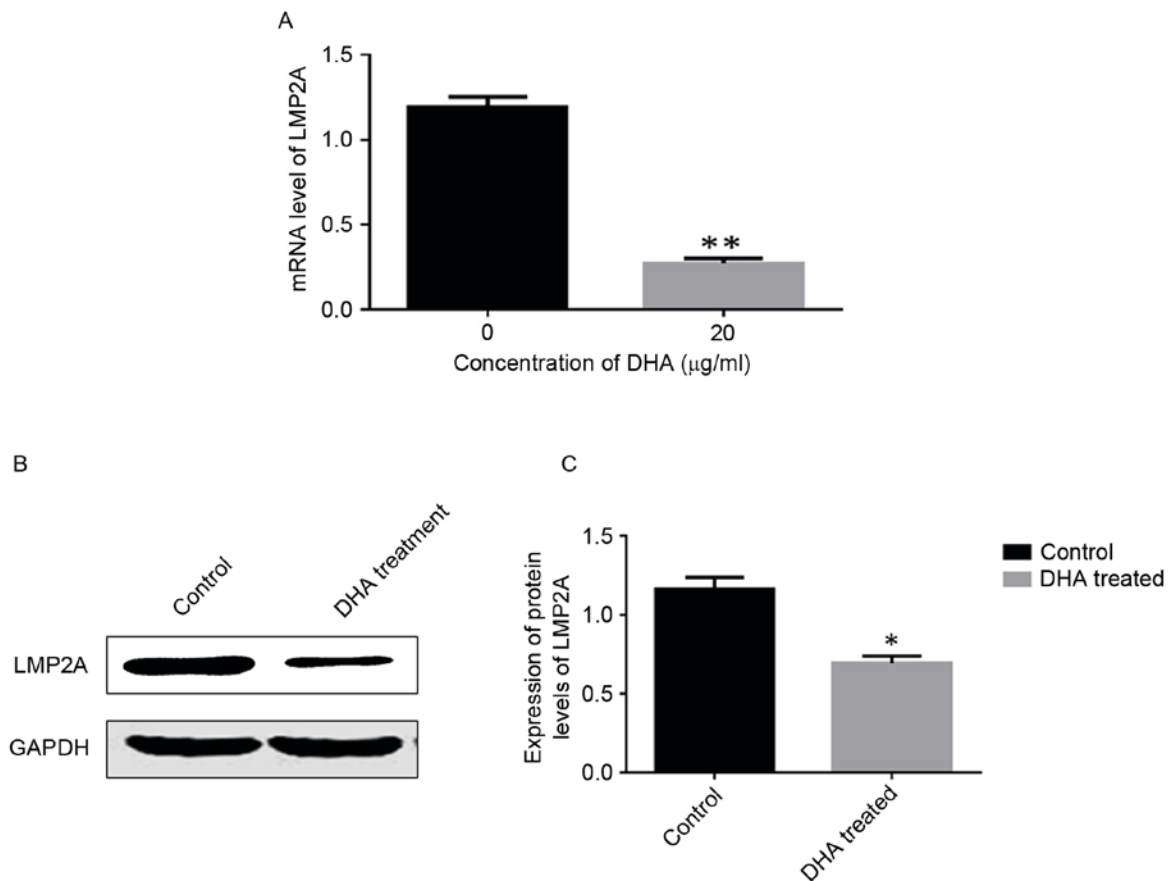 A
mRNA level of LMP2A
1.5
1.0
0.5
0.0
**
0
20
Concentration of DHA (μg/ml)
B
Control
DHA treatment
LMP2A
GAPDH
C
Expression of protein
levels of LMP2A
1.5
1.0
0.5
0.0
*
Control
DHA treated
Control
DHA treated